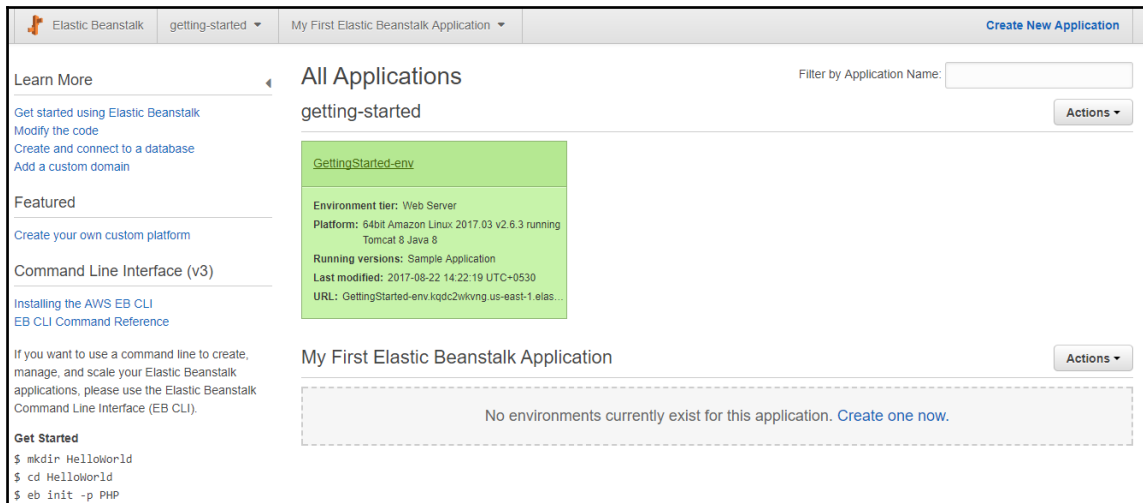 Elastic Beanstalk
getting-started
My First Elastic Beanstalk Application
Create New Application
Learn More
Get started using Elastic Beanstalk
Modify the code
Create and connect to a database
Add a custom domain
Featured
Create your own custom platform
Command Line Interface (v3)
Installing the AWS EB CLI
EB CLI Command Reference
If you want to use a command line to create,
manage, and scale your Elastic Beanstalk
applications, please use the Elastic Beanstalk
Command Line Interface (EB CLI).
Get Started
$ mkdir HelloWorld
$ cd HelloWorld
$ eb init -p PHP
All Applications
Filter by Application Name:
getting-started
Actions
GettingStarted-env
Environment tier: Web Server
Platform: 64bit Amazon Linux 2017.03 v2.6.3 running
Tomcat 8 Java 8
Running versions: Sample Application
Last modified: 2017-08-22 14:22:19 UTC+0530
URL: GettingStarted-env.kqdc2wkvng.us-east-1.elas...
My First Elastic Beanstalk Application
Actions
No environments currently exist for this application. Create one now.